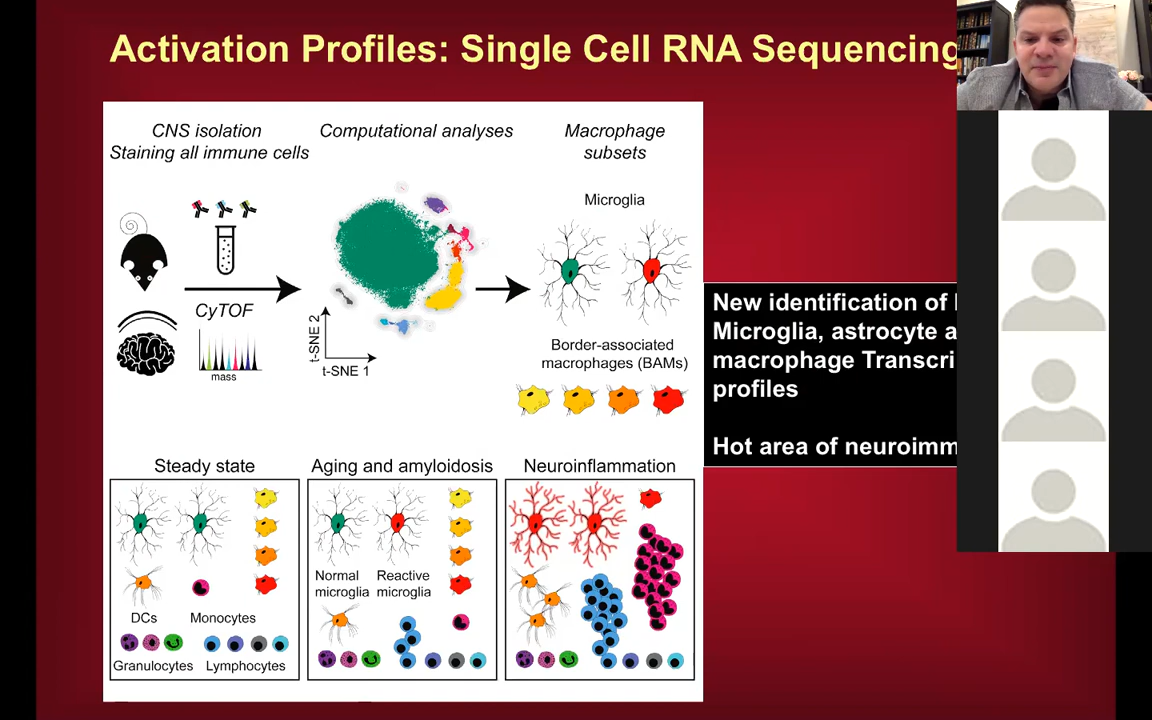 Activation Profiles: Single Cell RNA Sequencing
CNS isolation
Staining all immune cells
Computational analyses
Macrophage
subsets
Microglia
CyTOF
mass
t-SNE 2
t-SNE 1
Border-associated
macrophages (BAMs)
New identification of
Microglia, astrocyte
macrophage
profiles
Hot area of
Steady state
Aging and amyloidosis
Neuroinflammation
Normal
microglia
Reactive
microglia
DCs
Monocytes
Granulocytes
Lymphocytes